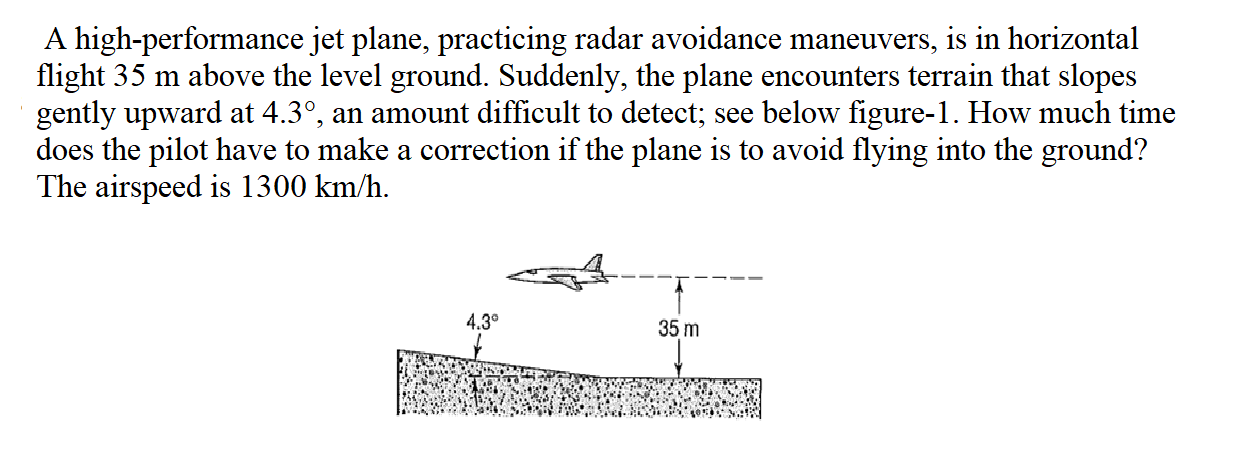 A high-performance jet plane, practicing radar avoidance maneuvers, is in horizontal
flight 35 m above the level ground. Suddenly, the plane encounters terrain that slopes
gently upward at 4.3°, an amount difficult to detect; see below figure-1. How much time
does the pilot have to make a correction if the plane is to avoid flying into the ground?
The airspeed is 1300 km/h.
4.3°
35 m